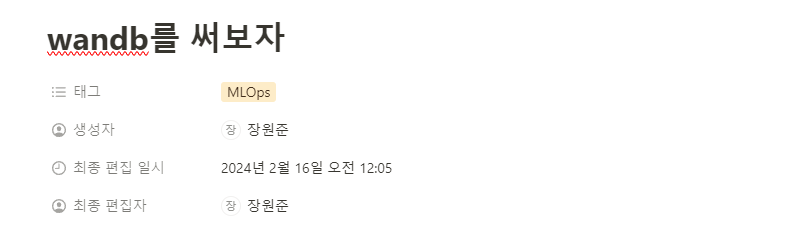 wandb를 써보자
태그 MLOps
생성자 장 장원준
최종 편집 일시 2024년 2월 16일 오전 12:05
최종 편집자 장 장원준